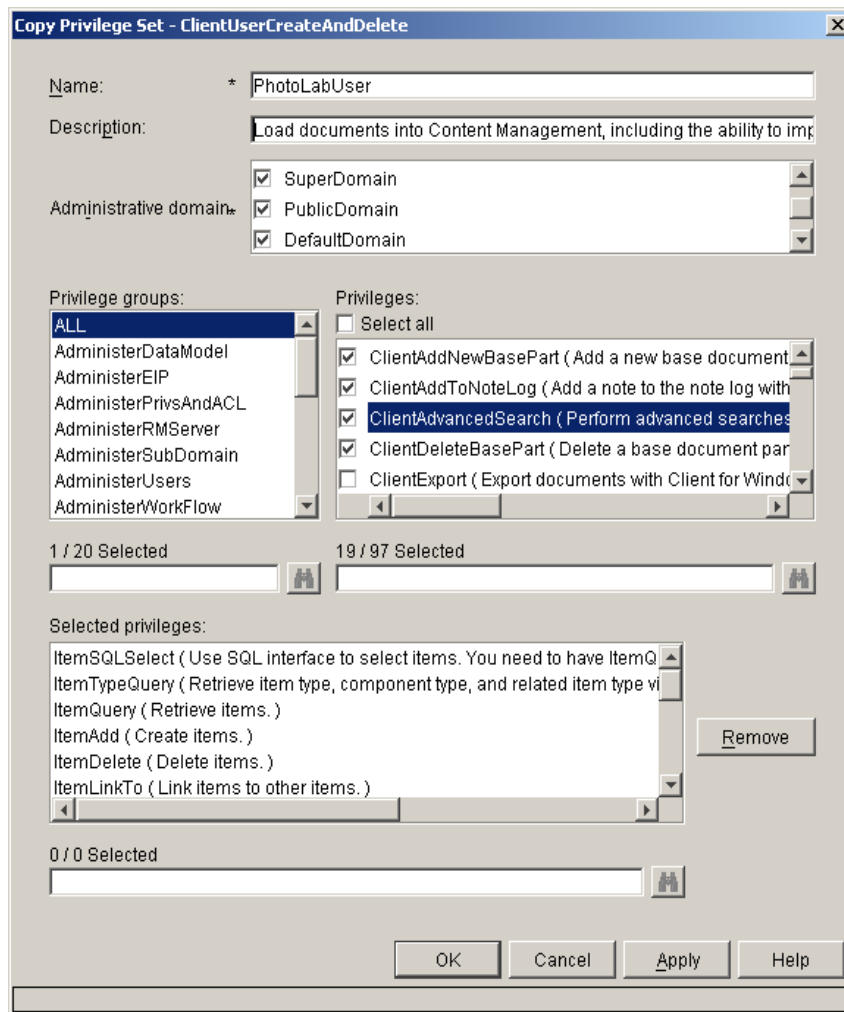 Copy Privilege Set - ClientUserCreateAndDelete
Name: * PhotoLabUser
Description: Load documents into Content Management, including the ability to imp
Administrative domain*
SuperDomain
PublicDomain
DefaultDomain
Privilege groups:
ALL
AdministerDataModel
AdministerEIP
AdministerPrivsAndACL
AdministerRMServer
AdministerSubDomain
AdministerUsers
AdministerWorkFlow
1 / 20 Selected
Privileges:
Select all
ClientAddNewBasePart ( Add a new base document
ClientAddToNoteLog ( Add a note to the note log with
ClientAdvancedSearch ( Perform advanced searches
ClientDeleteBasePart ( Delete a base document par
ClientExport ( Export documents with Client for Windo
19 / 97 Selected
Selected privileges:
ItemSQLSelect ( Use SQL interface to select items. You need to have ItemQ
ItemTypeQuery ( Retrieve item type, component type, and related item type vi
ItemQuery ( Retrieve items. )
ItemAdd ( Create items. )
ItemDelete ( Delete items. )
ItemLinkTo ( Link items to other items. )
Remove
0 / 0 Selected
OK Cancel Apply Help